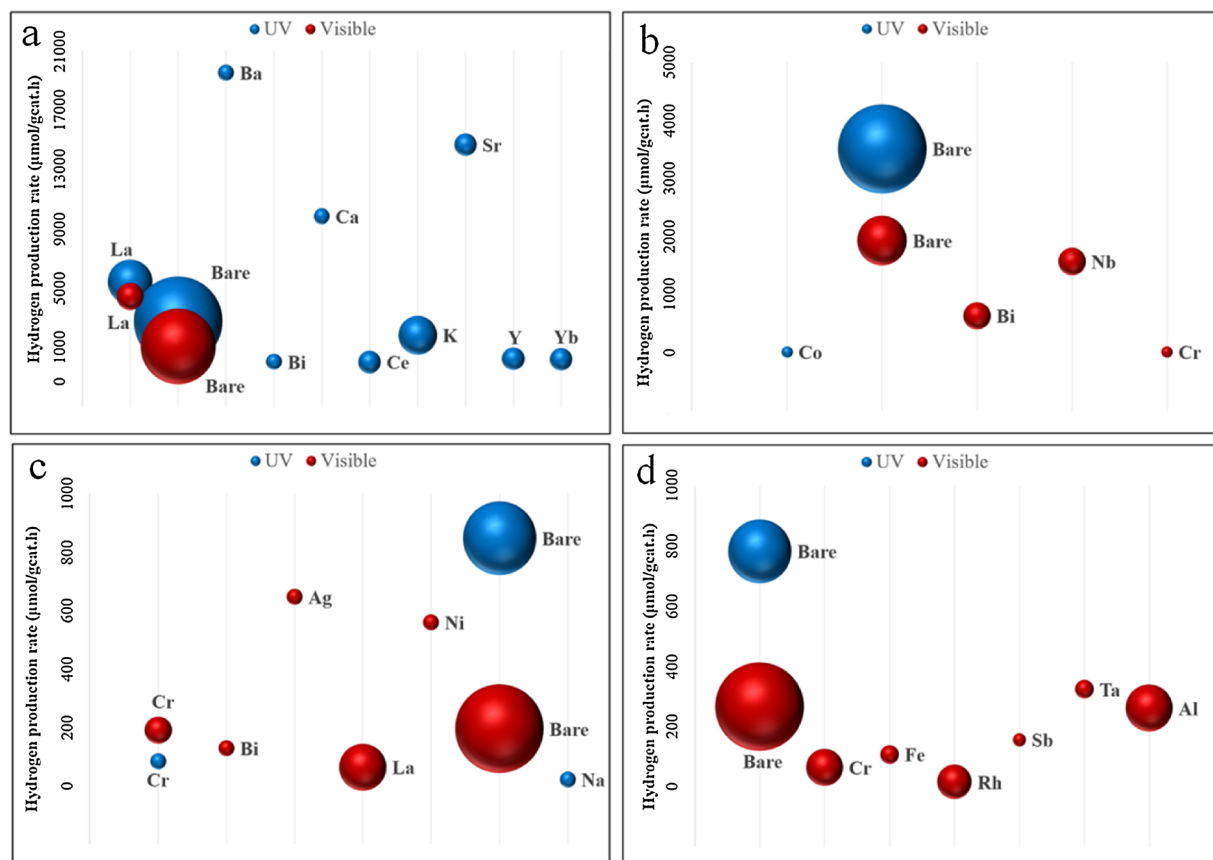 a
UV Visible
Hydrogen production rate (µmol/gcat.h)
21000
17000
13000
9000
5000
1000
0
Ba
Sr
Ca
La
Bare
La
K
Y
Yb
Bi
Ce
Bare
b
UV Visible
Hydrogen production rate (µmol/gcat.h)
5000
4000
3000
2000
1000
0
Bare
Bare
Nb
Bi
Co
Cr
c
UV Visible
Hydrogen production rate (µmol/gcat.h)
1000
800
600
400
200
0
Bare
Ag
Ni
Cr
Bare
Bi
La
Cr
Na
d
UV Visible
Hydrogen production rate (µmol/gcat.h)
1000
800
600
400
200
0
Bare
Ta
Al
Sb
Bare
Fe
Cr
Rh